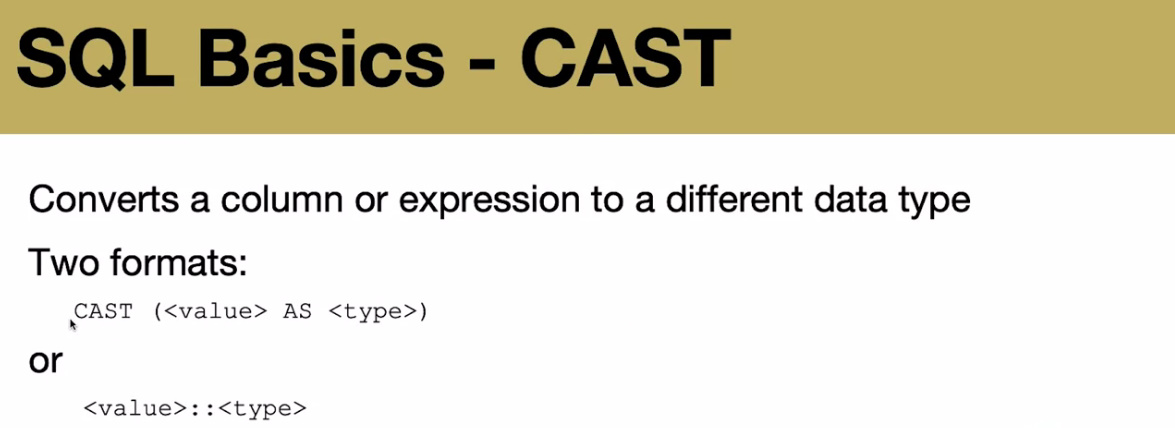 SQL Basics - CAST
Converts a column or expression to a different data type
Two formats:
CAST (<value> AS <type>)
or
<value>::<type>